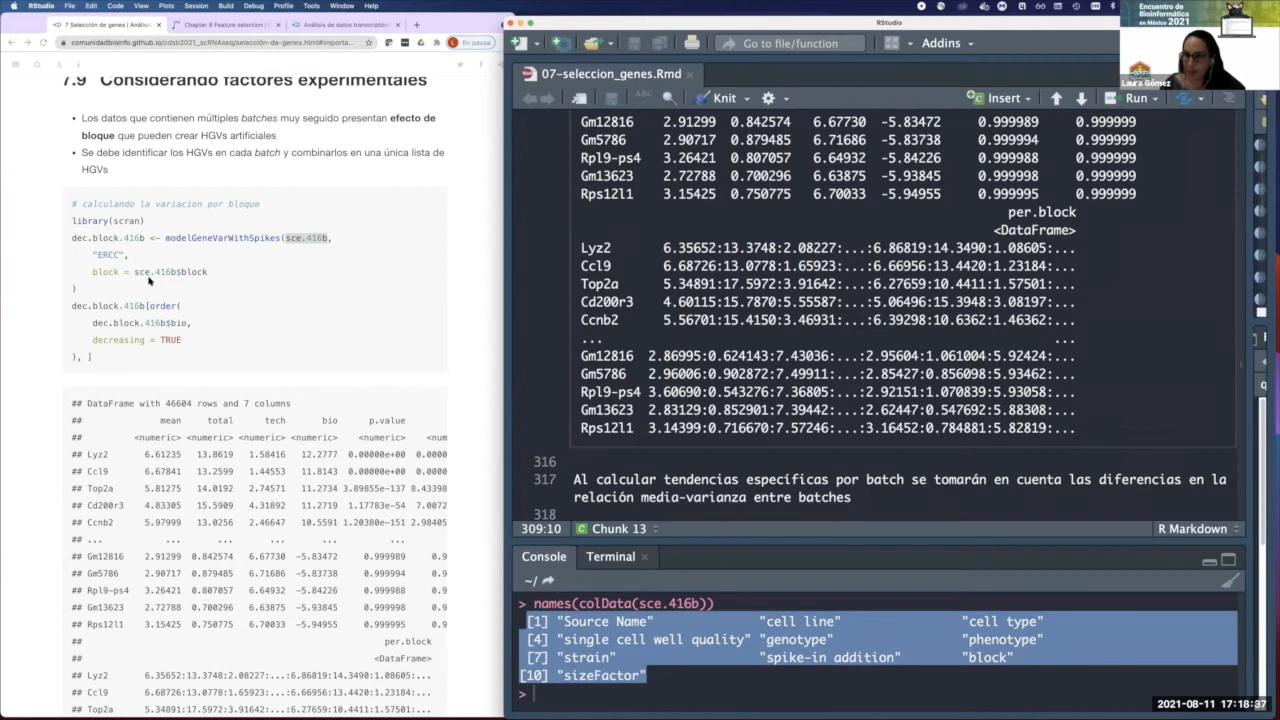 RStudio File Edit Code View Plots Session Build Debug Profile Tools Window Help
7 Selección de genes | Análisis
Chapter 8 Feature selection |
Análisis de datos transcriptóm
comunidadbioinfo.github.io/cdsb2021_scRNAseq/selección-de-genes.html#importa...
En pausa
7.9 Considerando factores experimentales
• Los datos que contienen múltiples batches muy seguido presentan efecto de
bloque que pueden crear HGVs artificiales
• Se debe identificar los HGVs en cada batch y combinarlos en una única lista de
HGVs
# calculando la variacion por bloque
library(scran)
dec.block.416b <- modelGeneVarWithSpikes(sce.416b,
"ERCC",
block = sce.416b$block
)
dec.block.416b[order(
dec.block.416b$bio,
decreasing = TRUE
), ]
## DataFrame with 46604 rows and 7 columns
## mean total tech bio p.value
## <numeric> <numeric> <numeric> <numeric> <numeric> <num
## Lyz2 6.61235 13.8619 1.58416 12.2777 0.00000e+00 0.0000
## Ccl9 6.67841 13.2599 1.44553 11.8143 0.00000e+00 0.0000
## Top2a 5.81275 14.0192 2.74571 11.2734 3.89855e-137 8.43398
## Cd200r3 4.83305 15.5909 4.31892 11.2719 1.17783e-54 7.0072
## Ccnb2 5.97999 13.0256 2.46647 10.5591 1.20380e-151 2.98405
## ... ... ... ... ... ...
## Gm12816 2.91299 0.842574 6.67730 -5.83472 0.999989 0.9
## Gm5786 2.90717 0.879485 6.71686 -5.83738 0.999994 0.9
## Rpl9-ps4 3.26421 0.807057 6.64932 -5.84226 0.999988 0.9
## Gm13623 2.72788 0.700296 6.63875 -5.93845 0.999998 0.9
## Rps12l1 3.15425 0.750775 6.70033 -5.94955 0.999995 0.9
## per.block
## <DataFrame>
## Lyz2 6.35652:13.3748:2.08227:...:6.86819:14.3490:1.08605:...
## Ccl9 6.68726:13.0778:1.65923:...:6.66956:13.4420:1.23184:...
## Top2a 5.34891:17.5972:3.91642:...:6.27659:10.4411:1.57501:...
RStudio
Go to file/function
Addins
07-seleccion_genes.Rmd
ABC
Knit
Insert
Run
Gm12816 2.91299 0.842574 6.67730 -5.83472 0.999989 0.999999
Gm5786 2.90717 0.879485 6.71686 -5.83738 0.999994 0.999999
Rpl9-ps4 3.26421 0.807057 6.64932 -5.84226 0.999988 0.999999
Gm13623 2.72788 0.700296 6.63875 -5.93845 0.999998 0.999999
Rps12l1 3.15425 0.750775 6.70033 -5.94955 0.999995 0.999999
per.block
<DataFrame>
Lyz2 6.35652:13.3748:2.08227:...:6.86819:14.3490:1.08605:...
Ccl9 6.68726:13.0778:1.65923:...:6.66956:13.4420:1.23184:...
Top2a 5.34891:17.5972:3.91642:...:6.27659:10.4411:1.57501:...
Cd200r3 4.60115:15.7870:5.55587:...:5.06496:15.3948:3.08197:...
Ccnb2 5.56701:15.4150:3.46931:...:6.39298:10.6362:1.46362:...
... ...
Gm12816 2.86995:0.624143:7.43036:...:2.95604:1.061004:5.92424:...
Gm5786 2.96006:0.902872:7.49911:...:2.85427:0.856098:5.93462:...
Rpl9-ps4 3.60690:0.543276:7.36805:...:2.92151:1.070839:5.93058:...
Gm13623 2.83129:0.852901:7.39442:...:2.62447:0.547692:5.88308:...
Rps12l1 3.14399:0.716670:7.57246:...:3.16452:0.784881:5.82819:...
316
317 Al calcular tendencias específicas por batch se tomarán en cuenta las diferencias en la
relación media-varianza entre batches
318
309:10 Chunk 13 R Markdown
Console Terminal
~/
> names(colData(sce.416b))
[1] "Source Name" "cell line" "cell type"
[4] "single cell well quality" "genotype" "phenotype"
[7] "strain" "spike-in addition" "block"
[10] "sizeFactor"
>
Encuentro de
Bioinformática
en México
2021
Laura Gómez
2021-08-11 17:18:37